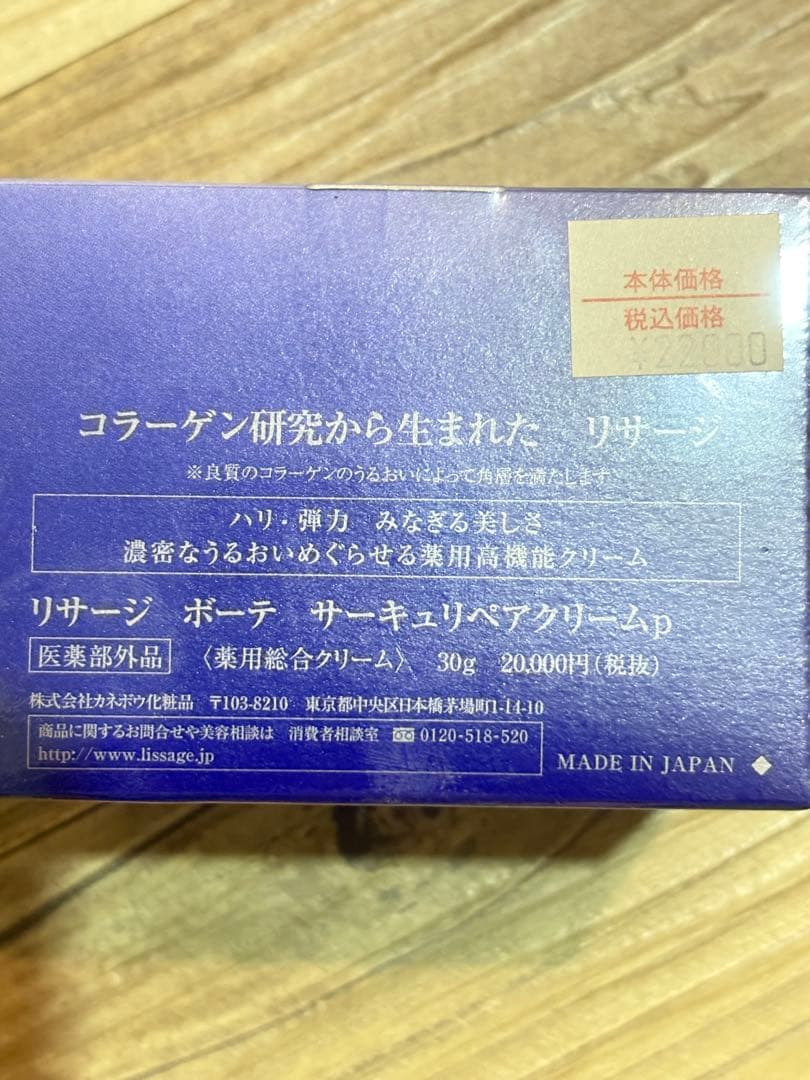 本体価格
税込価格
¥22000
コラーゲン研究から生まれた リサージ
※良質のコラーゲンのうるおいによって角層を満たします
ハリ・弾力 みなぎる美しさ
濃密なうるおいめぐらせる薬用高機能クリーム
リサージ ボーテ サーキュリペアクリームp
医薬部外品 〈薬用総合クリーム〉 30g 20,000円(税抜)
株式会社カネボウ化粧品 〒103-8210 東京都中央区日本橋茅場町1-14-10
商品に関するお問合せや美容相談は 消費者相談室 0120-518-520
http://www.lissage.jp
MADE IN JAPAN